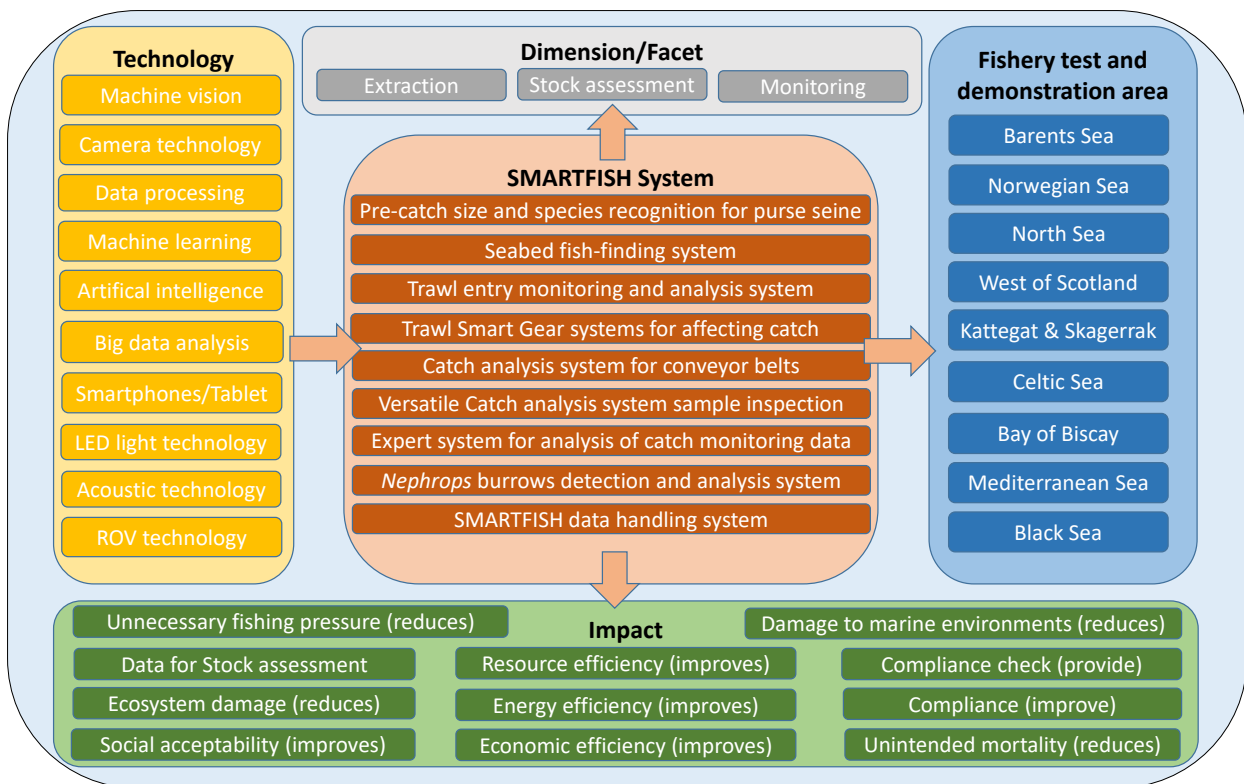 Technology
Machine vision
Camera technology
Data processing
Machine learning
Artifical intelligence
Big data analysis
Smartphones/Tablet
LED light technology
Acoustic technology
ROV technology
Dimension/Facet
Extraction
Stock assessment
Monitoring
SMARTFISH System
Pre-catch size and species recognition for purse seine
Seabed fish-finding system
Trawl entry monitoring and analysis system
Trawl Smart Gear systems for affecting catch
Catch analysis system for conveyor belts
Versatile Catch analysis system sample inspection
Expert system for analysis of catch monitoring data
Nephrops burrows detection and analysis system
SMARTFISH data handling system
Fishery test and
demonstration area
Barents Sea
Norwegian Sea
North Sea
West of Scotland
Kattegat & Skagerrak
Celtic Sea
Bay of Biscay
Mediterranean Sea
Black Sea
Impact
Unnecessary fishing pressure (reduces)
Data for Stock assessment
Ecosystem damage (reduces)
Social acceptability (improves)
Resource efficiency (improves)
Energy efficiency (improves)
Economic efficiency (improves)
Damage to marine environments (reduces)
Compliance check (provide)
Compliance (improve)
Unintended mortality (reduces)